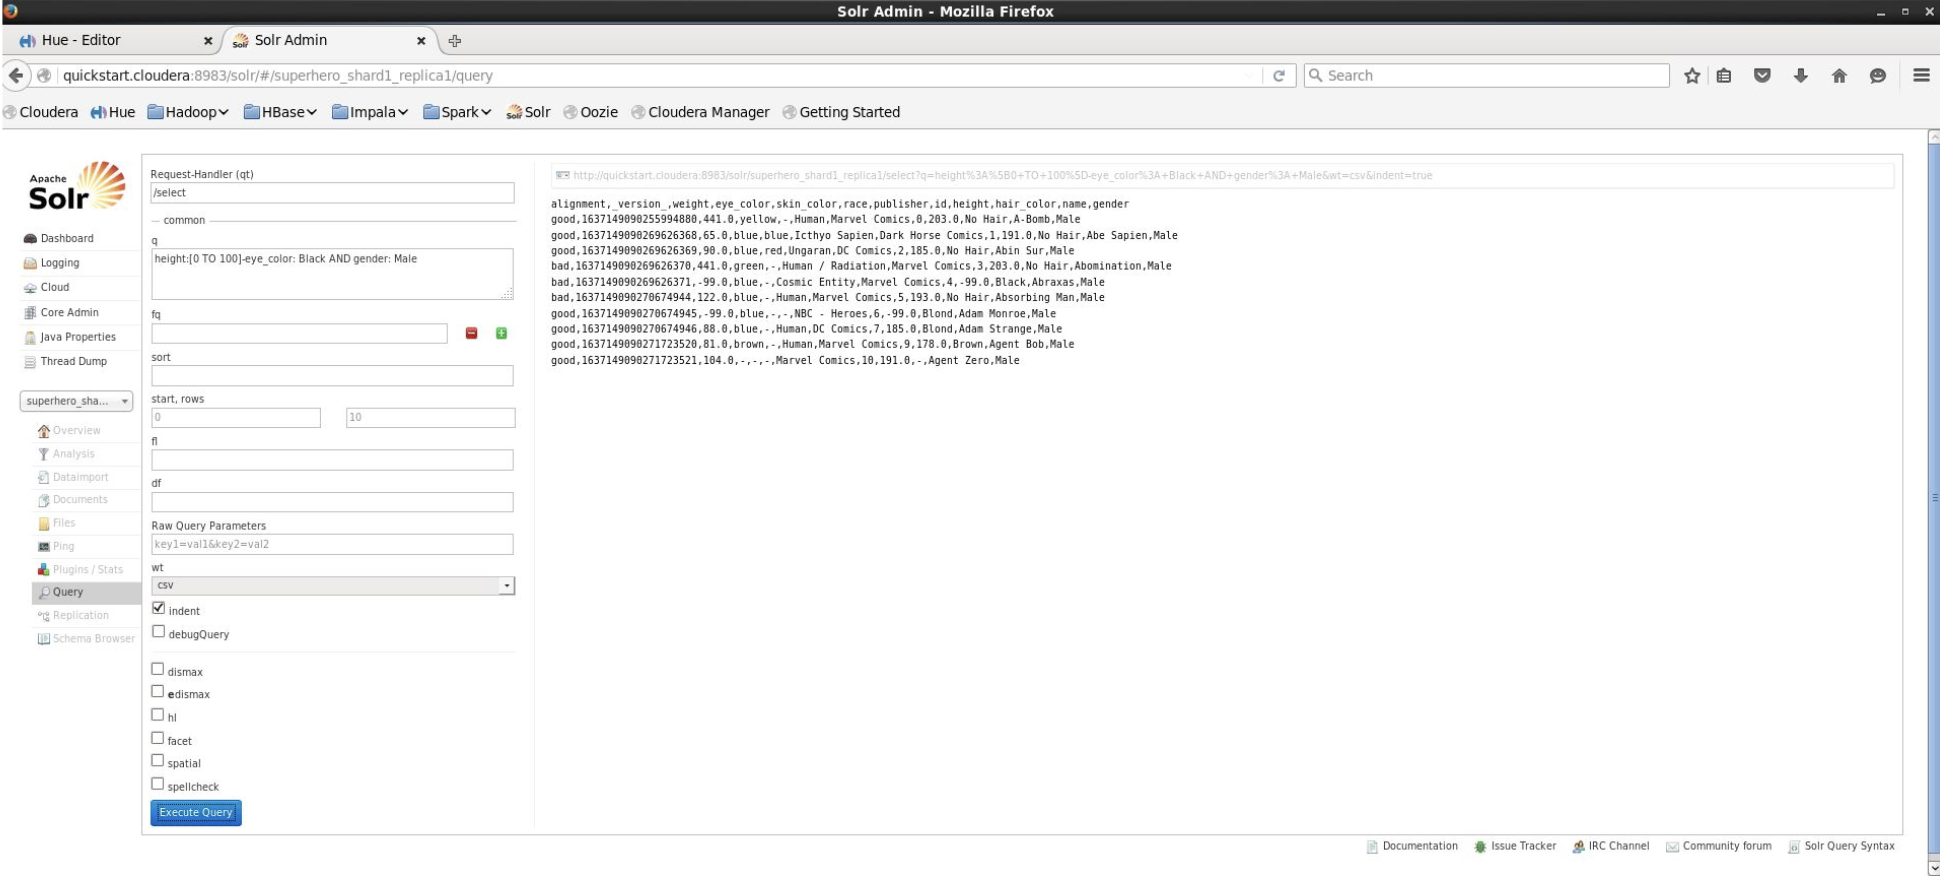 Solr Admin - Mozilla Firefox
Hue - Editor
Solr Admin
quickstart.cloudera:8983/solr/#/superhero_shard1_replica1/query
Search
Cloudera Hue Hadoop HBase Impala Spark Solr Oozie Cloudera Manager Getting Started
Apache
Solr
Dashboard
Logging
Cloud
Core Admin
Java Properties
Thread Dump
superhero_sha...
Overview
Analysis
Dataimport
Documents
Files
Ping
Plugins / Stats
Query
Replication
Schema Browser
Request-Handler (qt)
/select
common
q
height:[0 TO 100]-eye_color: Black AND gender: Male
fq
sort
start, rows
0 10
fl
df
Raw Query Parameters
key1=val1&key2=val2
wt
csv
indent
debugQuery
dismax
edismax
hl
facet
spatial
spellcheck
Execute Query
http://quickstart.cloudera:8983/solr/superhero_shard1_replica1/select?q=height%3A%5B0+TO+100%5D-eye_color%3A+Black+AND+gender%3A+Male&wt=csv&indent=true
alignment,_version_,weight,eye_color,skin_color,race,publisher,id,height,hair_color,name,gender
good,1637149090255994880,441.0,yellow,-,Human,Marvel Comics,0,203.0,No Hair,A-Bomb,Male
good,1637149090269626368,65.0,blue,blue,Icthyo Sapien,Dark Horse Comics,1,191.0,No Hair,Abe Sapien,Male
good,1637149090269626369,90.0,blue,red,Ungaran,DC Comics,2,185.0,No Hair,Abin Sur,Male
bad,1637149090269626370,441.0,green,-,Human / Radiation,Marvel Comics,3,203.0,No Hair,Abomination,Male
bad,1637149090269626371,-99.0,blue,-,Cosmic Entity,Marvel Comics,4,-99.0,Black,Abraxas,Male
bad,1637149090270674944,122.0,blue,-,Human,Marvel Comics,5,193.0,No Hair,Absorbing Man,Male
good,1637149090270674945,-99.0,blue,-,-,NBC - Heroes,6,-99.0,Blond,Adam Monroe,Male
good,1637149090270674946,88.0,blue,-,Human,DC Comics,7,185.0,Blond,Adam Strange,Male
good,1637149090271723520,81.0,brown,-,Human,Marvel Comics,9,178.0,Brown,Agent Bob,Male
good,1637149090271723521,104.0,-,-,-,Marvel Comics,10,191.0,-,Agent Zero,Male
Documentation Issue Tracker IRC Channel Community forum Solr Query Syntax